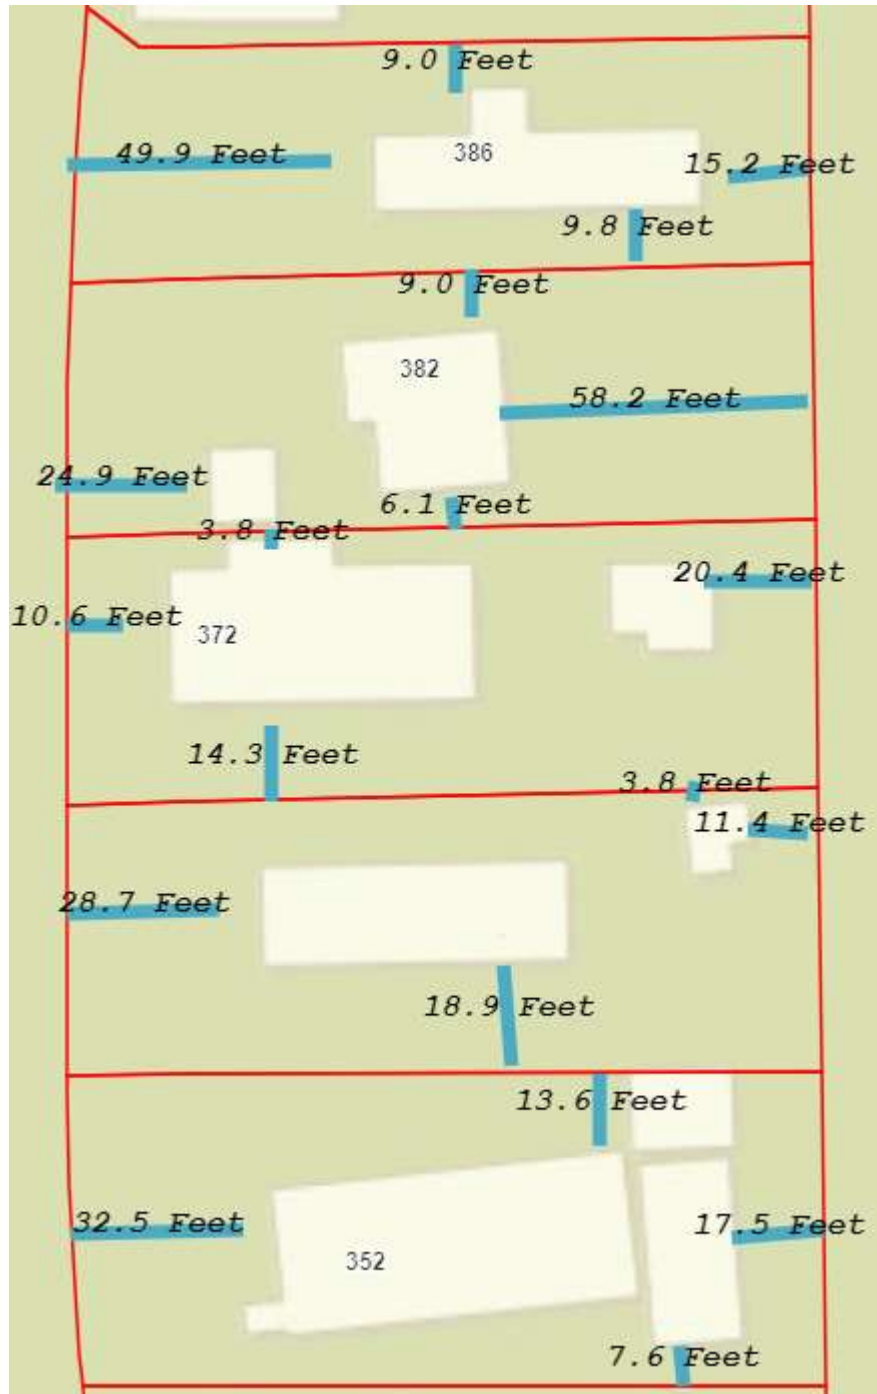 9.0 Feet
386
49.9 Feet
15.2 Feet
9.8 Feet
9.0 Feet
382
58.2 Feet
24.9 Feet
6.1 Feet
3.8 Feet
20.4 Feet
10.6 Feet
372
14.3 Feet
3.8 Feet
11.4 Feet
28.7 Feet
18.9 Feet
13.6 Feet
32.5 Feet
17.5 Feet
352
7.6 Feet